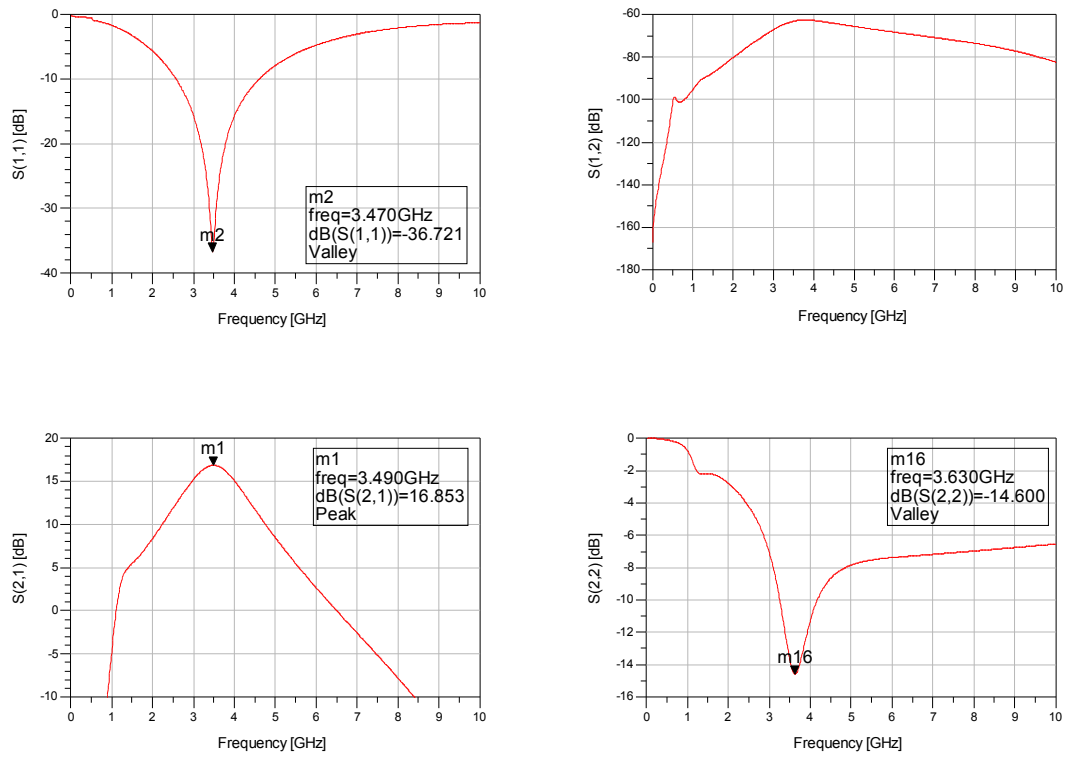 S(1,1) [dB]
0
-10
-20
-30
-40
m2
m2
freq=3.470GHz
dB(S(1,1))=-36.721
Valley
0 1 2 3 4 5 6 7 8 9 10
Frequency [GHz]
S(1,2) [dB]
-60
-80
-100
-120
-140
-160
-180
0 1 2 3 4 5 6 7 8 9 10
Frequency [GHz]
S(2,1) [dB]
20
15
10
5
0
-5
-10
m1
m1
freq=3.490GHz
dB(S(2,1))=16.853
Peak
0 1 2 3 4 5 6 7 8 9 10
Frequency [GHz]
S(2,2) [dB]
0
-2
-4
-6
-8
-10
-12
-14
-16
m16
m16
freq=3.630GHz
dB(S(2,2))=-14.600
Valley
0 1 2 3 4 5 6 7 8 9 10
Frequency [GHz]